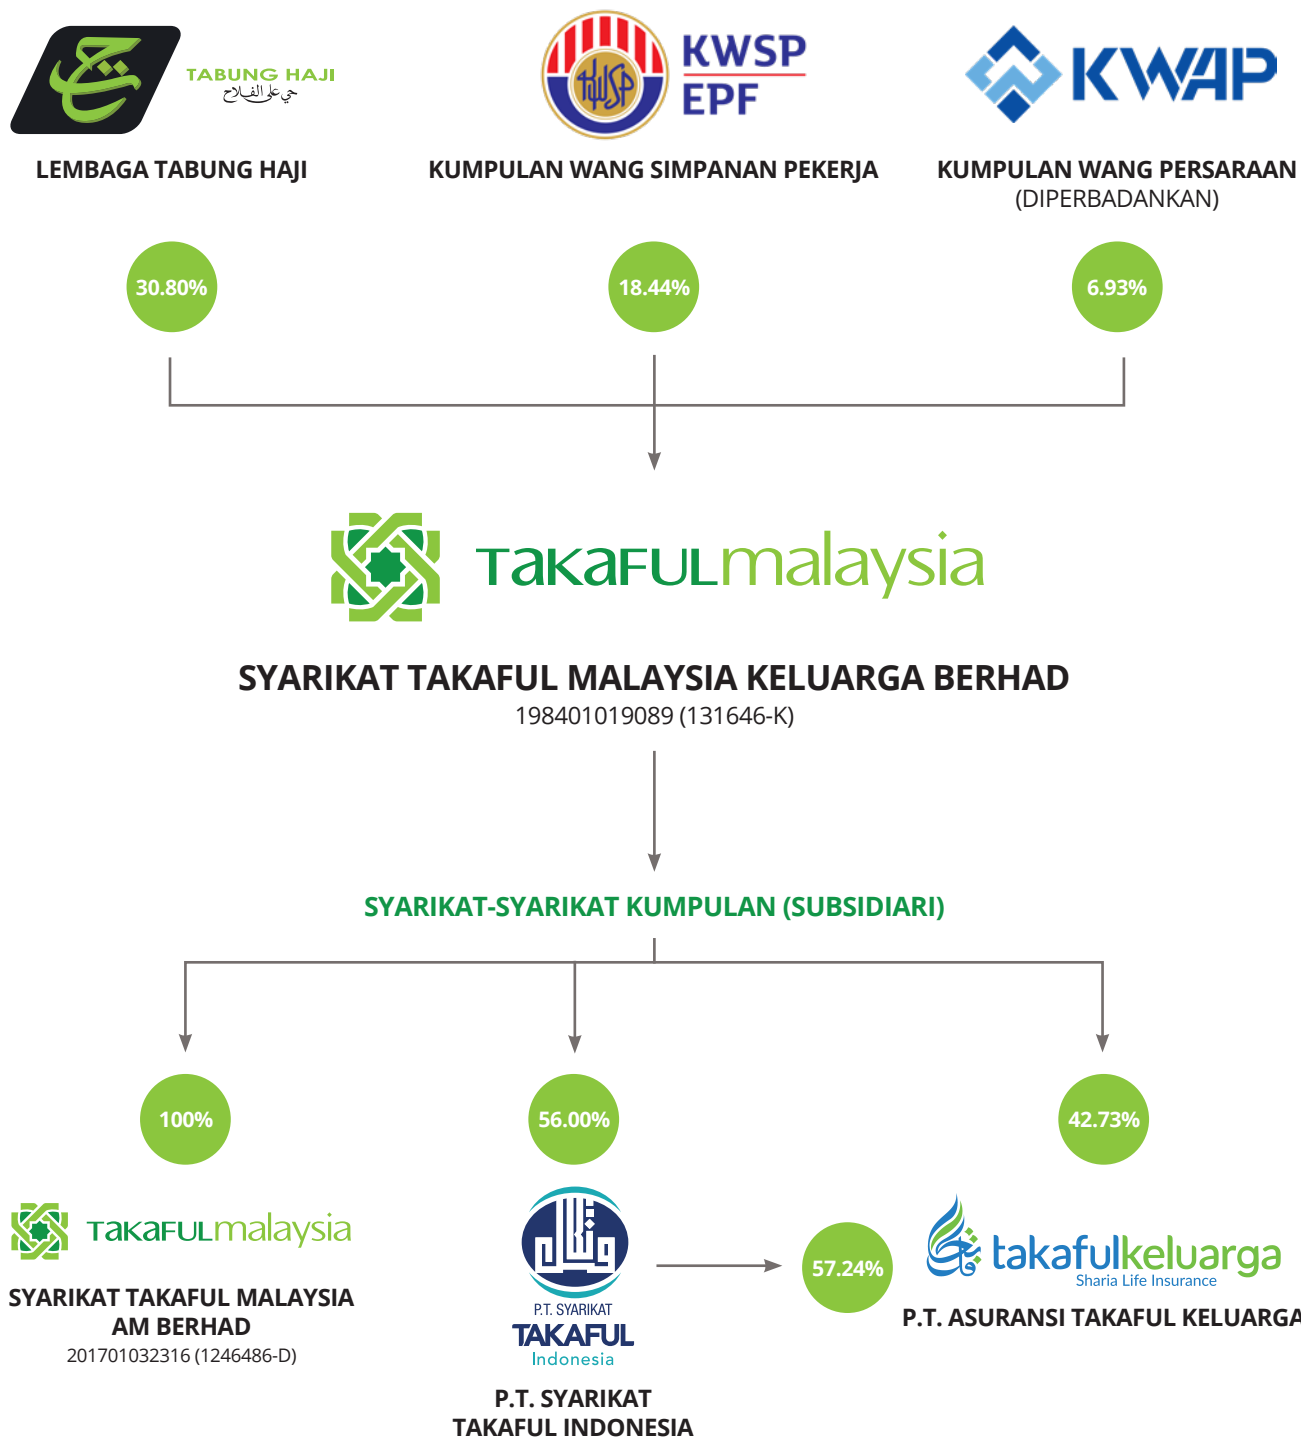 TABUNG HAJI
حي على الفلاح
LEMBAGA TABUNG HAJI
KWSP
EPF
KUMPULAN WANG SIMPANAN PEKERJA
KWAP
KUMPULAN WANG PERSARAAN
(DIPERBADANKAN)
30.80%
18.44%
6.93%
TAKAFULmalaysia
SYARIKAT TAKAFUL MALAYSIA KELUARGA BERHAD
198401019089 (131646-K)
SYARIKAT-SYARIKAT KUMPULAN (SUBSIDIARI)
100%
56.00%
42.73%
TAKAFULmalaysia
SYARIKAT TAKAFUL MALAYSIA
AM BERHAD
201701032316 (1246486-D)
P.T. SYARIKAT
TAKAFUL
Indonesia
P.T. SYARIKAT
TAKAFUL INDONESIA
57.24%
takafulkeluarga
Sharia Life Insurance
P.T. ASURANSI TAKAFUL KELUARGA